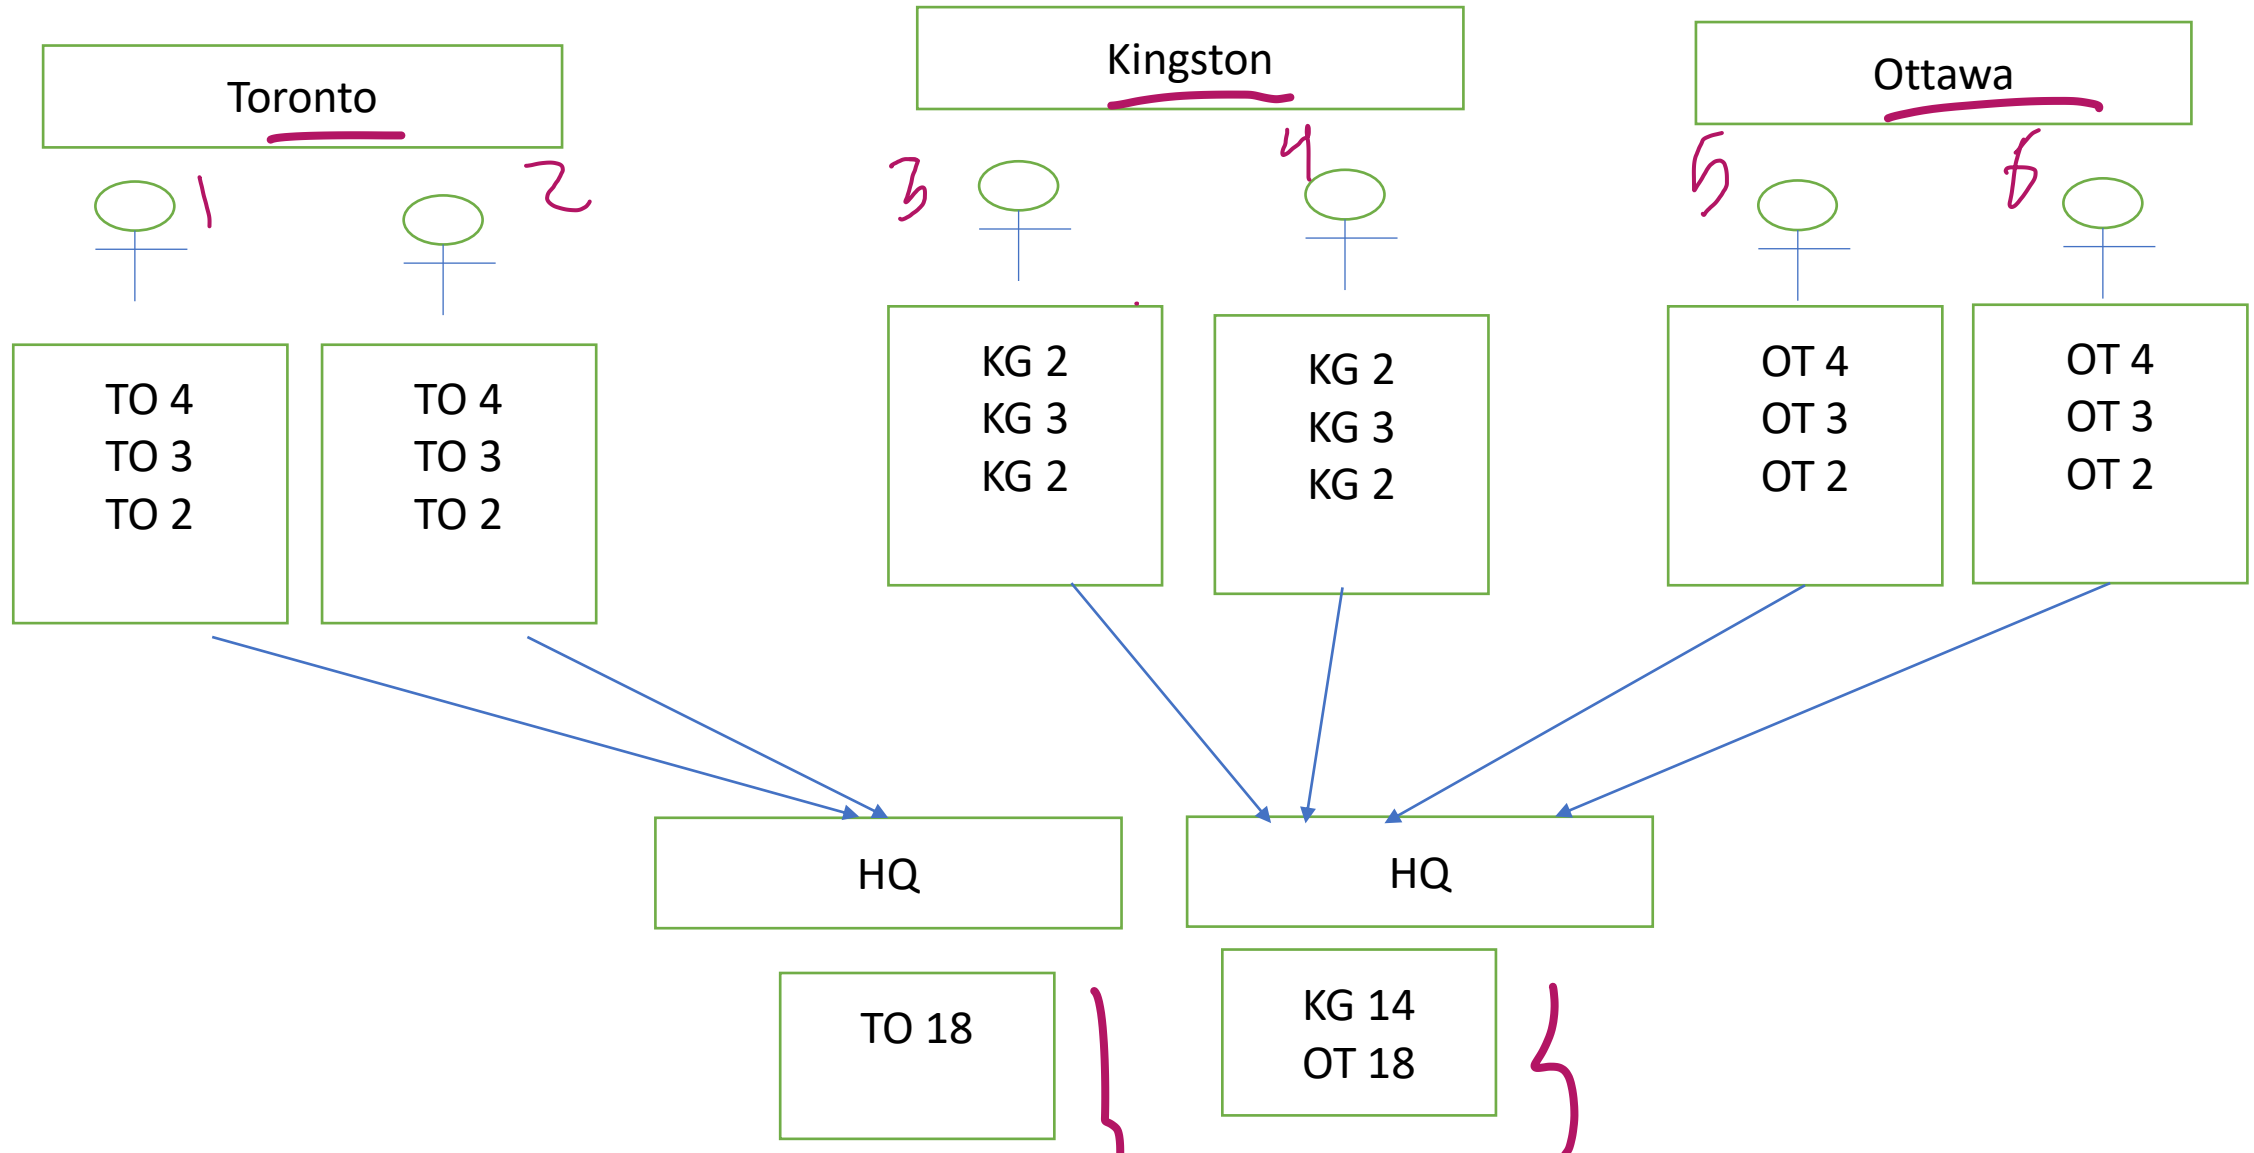 Toronto
Kingston
Ottawa
1
2
3
4
5
6
TO 4
TO 3
TO 2
TO 4
TO 3
TO 2
KG 2
KG 3
KG 2
KG 2
KG 3
KG 2
OT 4
OT 3
OT 2
OT 4
OT 3
OT 2
HQ
HQ
TO 18
KG 14
OT 18